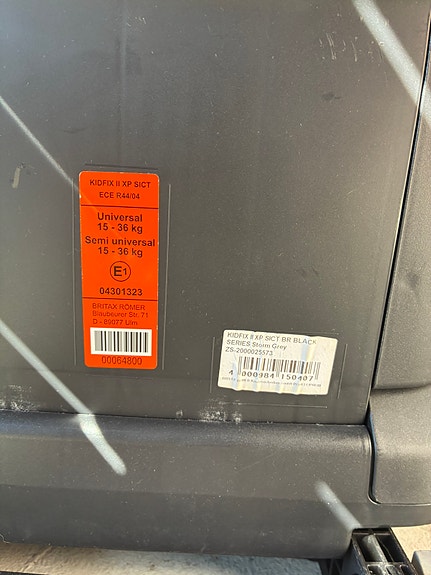 KIDFIX II XP SICT
ECE R44/04
Universal
15 - 36 kg
Semi universal
15 - 36 kg
E1
04301323
BRITAX RÖMER
Blaubeurer Str. 71
D - 89077 Ulm
00064800
KIDFIX II XP SICT BR BLACK
SERIES Storm Grey
ZS-2000025573
4 000984 150407